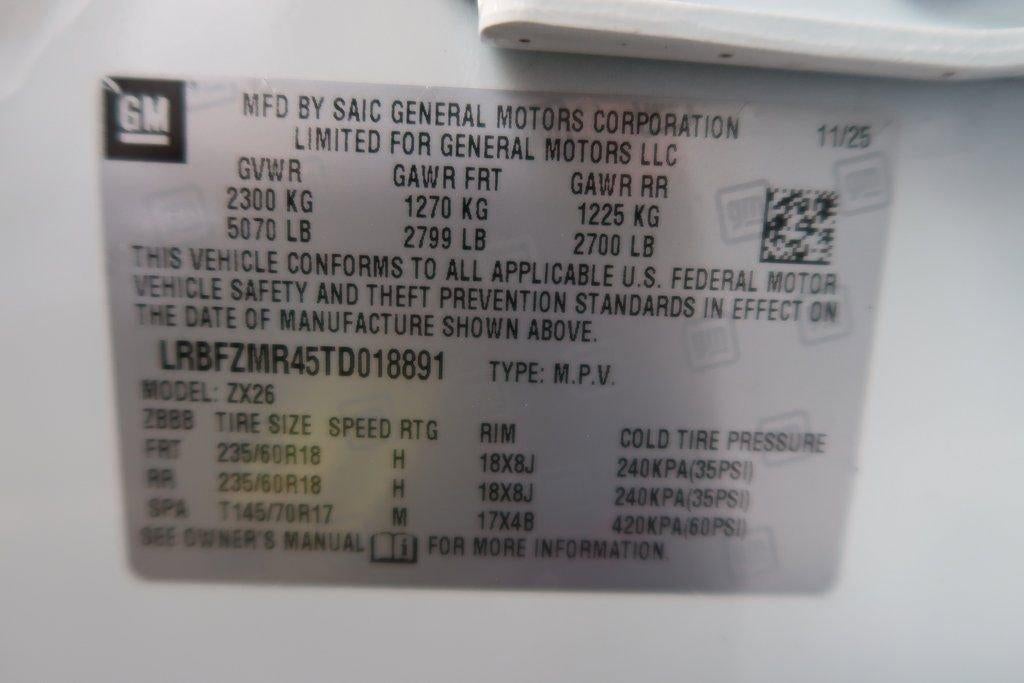 GM
MFD BY SAIC GENERAL MOTORS CORPORATION
LIMITED FOR GENERAL MOTORS LLC
11/25
GVWR GAWR FRT GAWR RR
2300 KG 1270 KG 1225 KG
5070 LB 2799 LB 2700 LB
THIS VEHICLE CONFORMS TO ALL APPLICABLE U.S. FEDERAL MOTOR
VEHICLE SAFETY AND THEFT PREVENTION STANDARDS IN EFFECT ON
THE DATE OF MANUFACTURE SHOWN ABOVE.
LRBFZMR45TD018891 TYPE: M.P.V.
MODEL: ZX26
ZBBB TIRE SIZE SPEED RTG RIM COLD TIRE PRESSURE
FRT 235/60R18 H 18X8J 240KPA(35PSI)
RR 235/60R18 H 18X8J 240KPA(35PSI)
SPA T145/70R17 M 17X4B 420KPA(60PSI)
SEE OWNER'S MANUAL i FOR MORE INFORMATION.